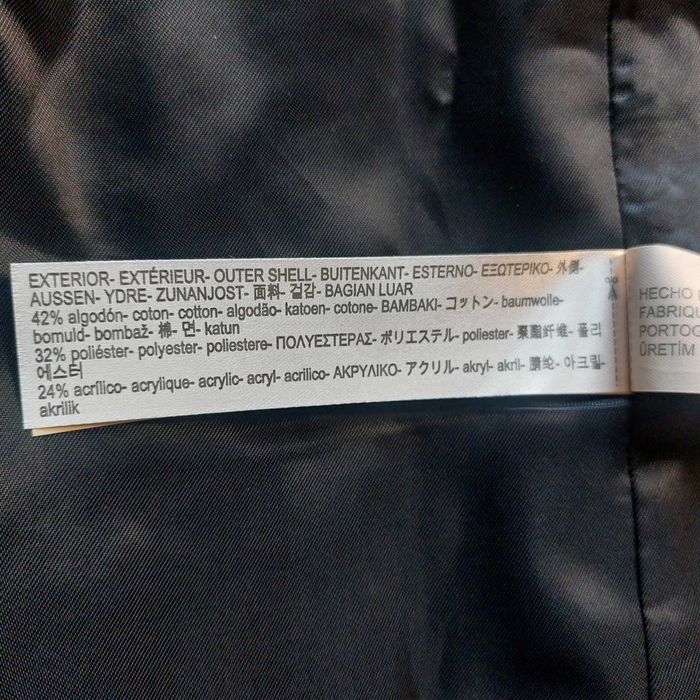 EXTERIOR- EXTÉRIEUR- OUTER SHELL- BUITENKANT- ESTERNO- ΕΞΩΤΕΡΙΚΟ- 外側-
AUSSEN- YDRE- ZUNANJOST- 面料- 겉감- BAGIAN LUAR
42% algodón- coton- cotton- algodão- katoen- cotone- ΒΑΜΒΑΚΙ- コットン- baumwolle-
bomuld- bombaž- 棉- 면- katun
32% poliéster- polyester- poliestere- ΠΟΛΥΕΣΤΕΡΑΣ- ポリエステル- poliester- 聚酯纤维- 폴리
에스터
24% acrílico- acrylique- acrylic- acryl- acrilico- ΑΚΡΥΛΙΚΟ- アクリル- akryl- akril- 腈纶- 아크릴-
akrilik
HECHO
FABRIQU
PORTO
ÜRETİM